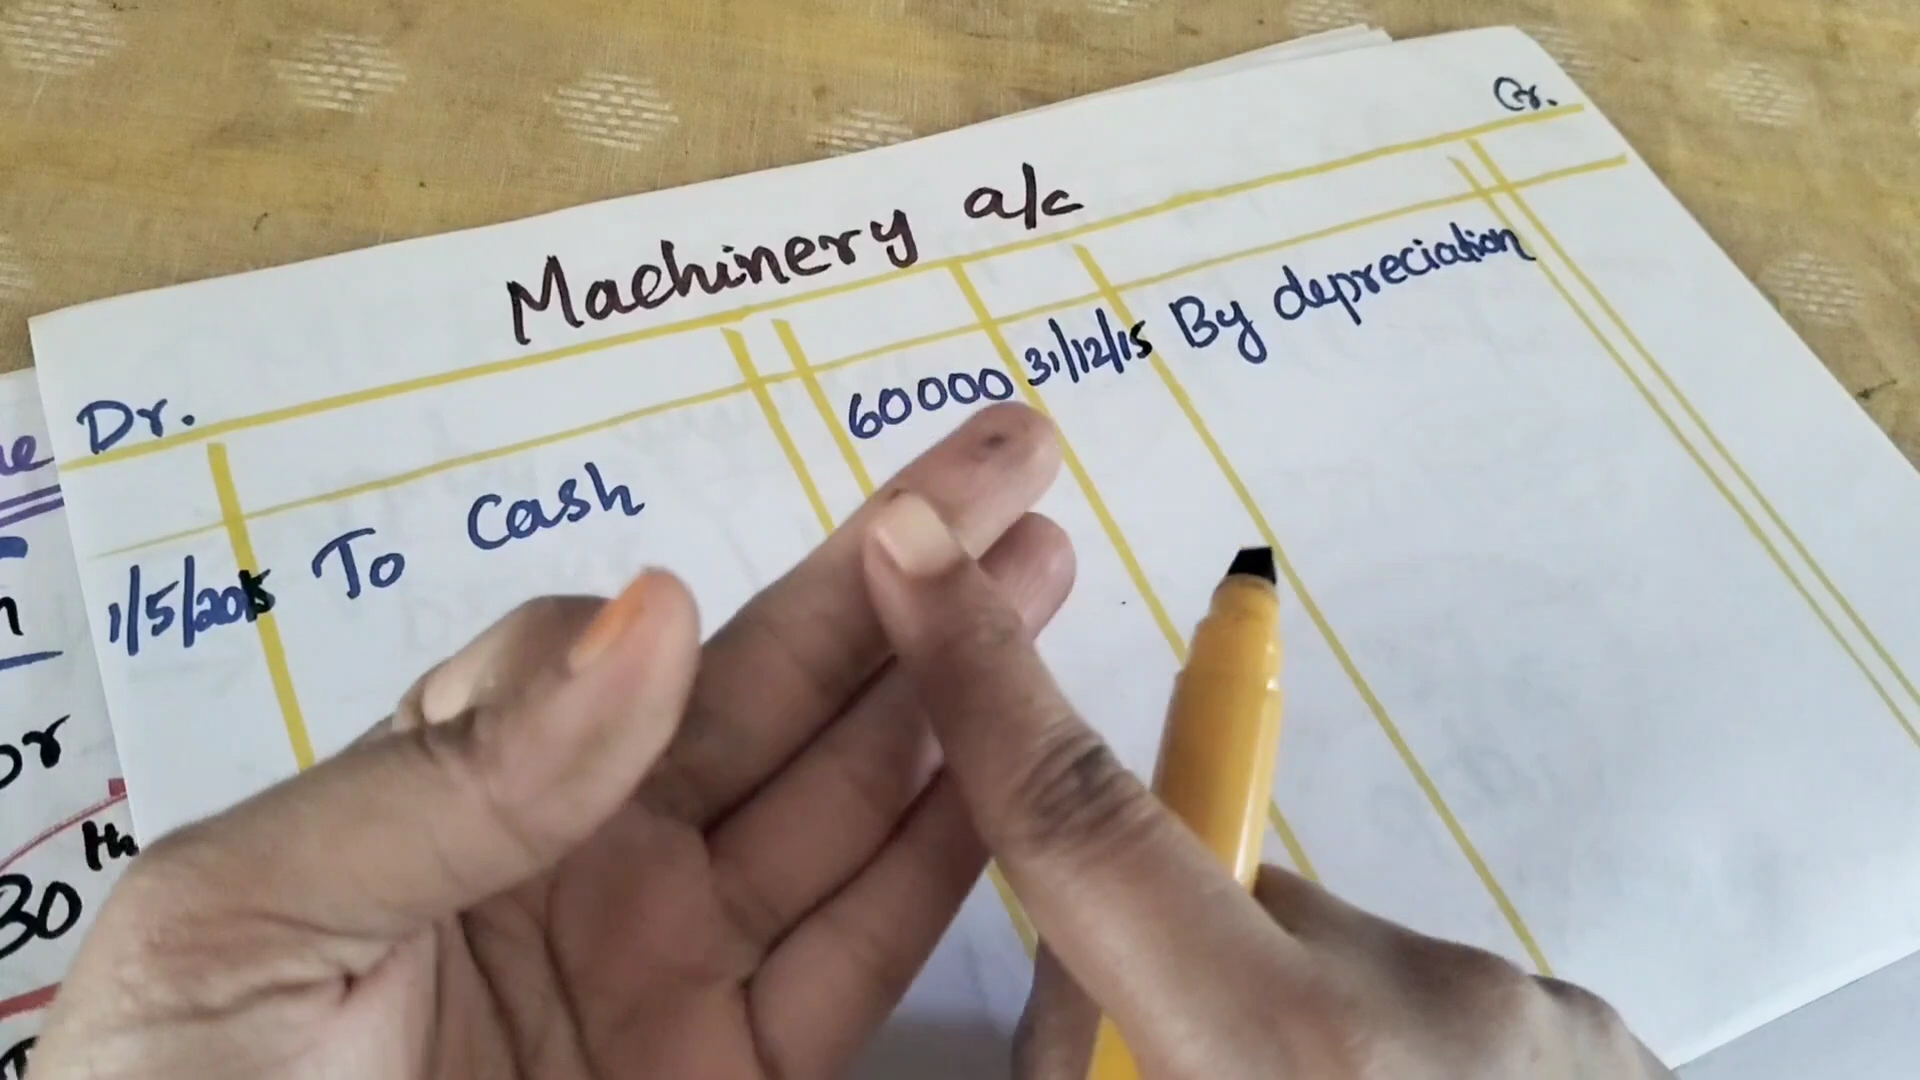 Machinery a/c
Dr.
Cr.
1/5/2015 To Cash 60000 31/12/15 By depreciation
or
30th